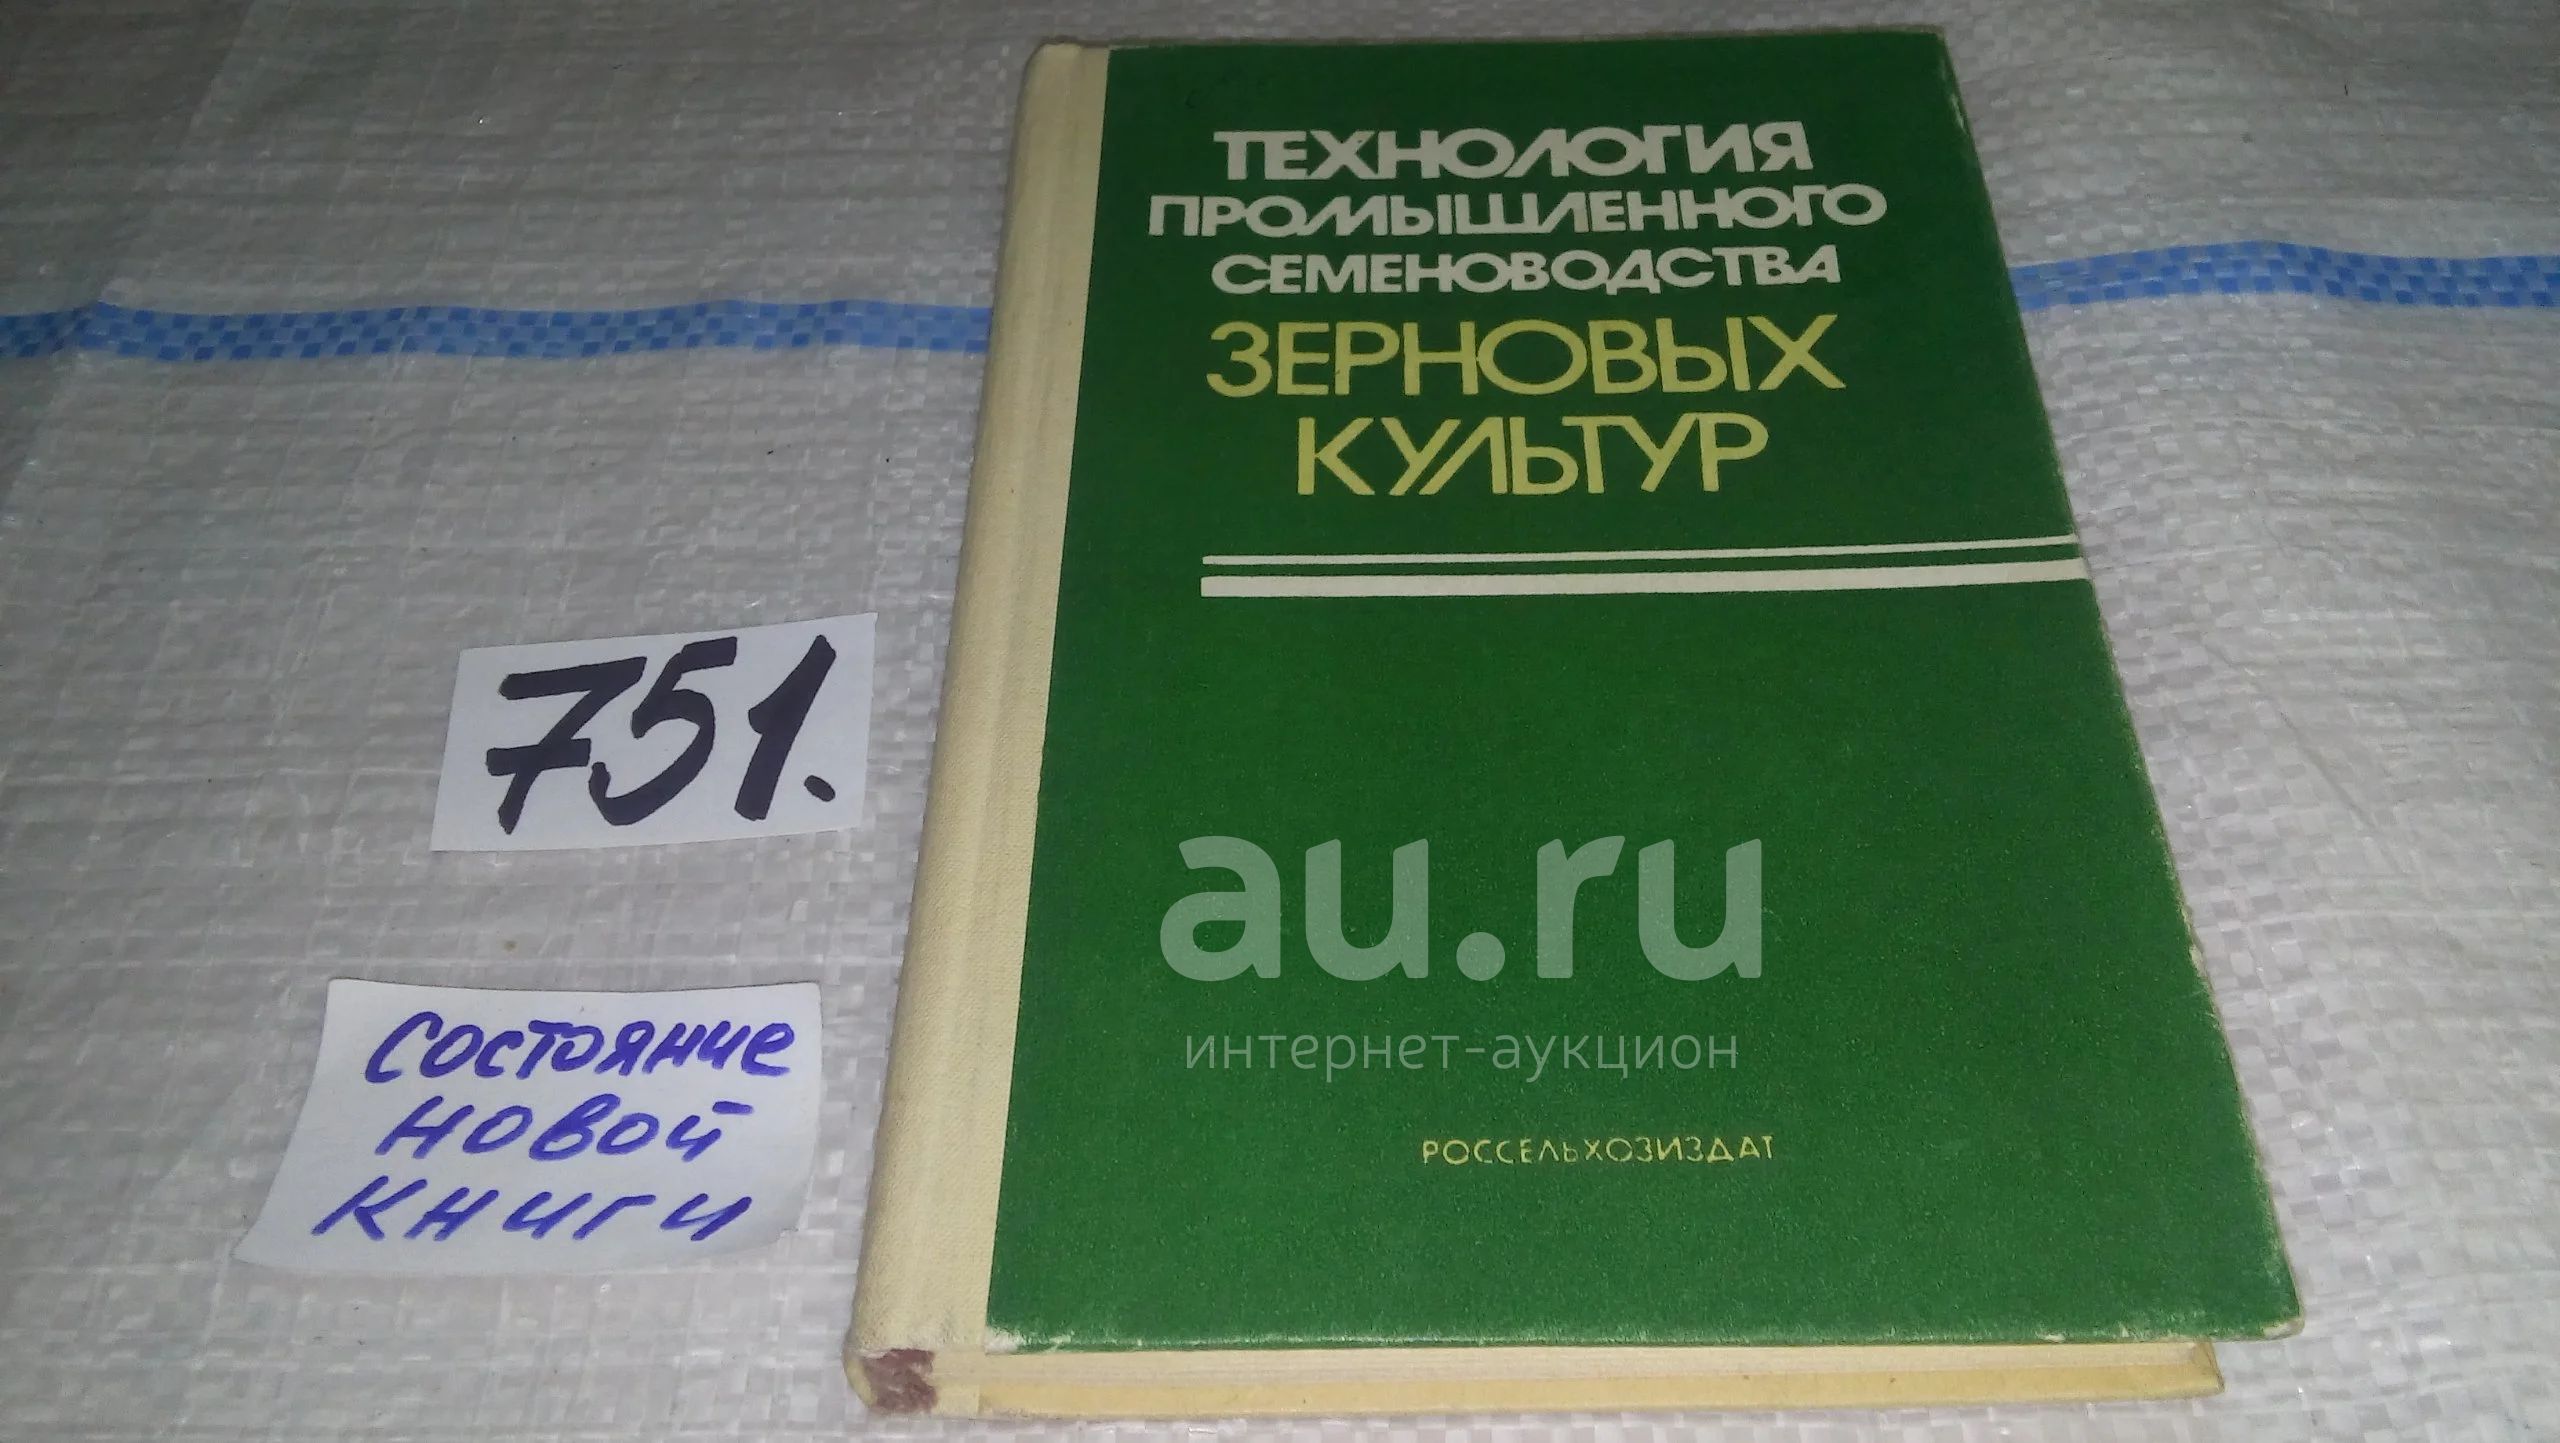 ТЕХНОЛОГИЯ
ПРОМЫШЛЕННОГО
СЕМЕНОВОДСТВА
ЗЕРНОВЫХ
КУЛЬТУР
751.
au.ru
интернет-аукцион
состояние
новой
книги
РОССЕЛЬХОЗИЗДАТ